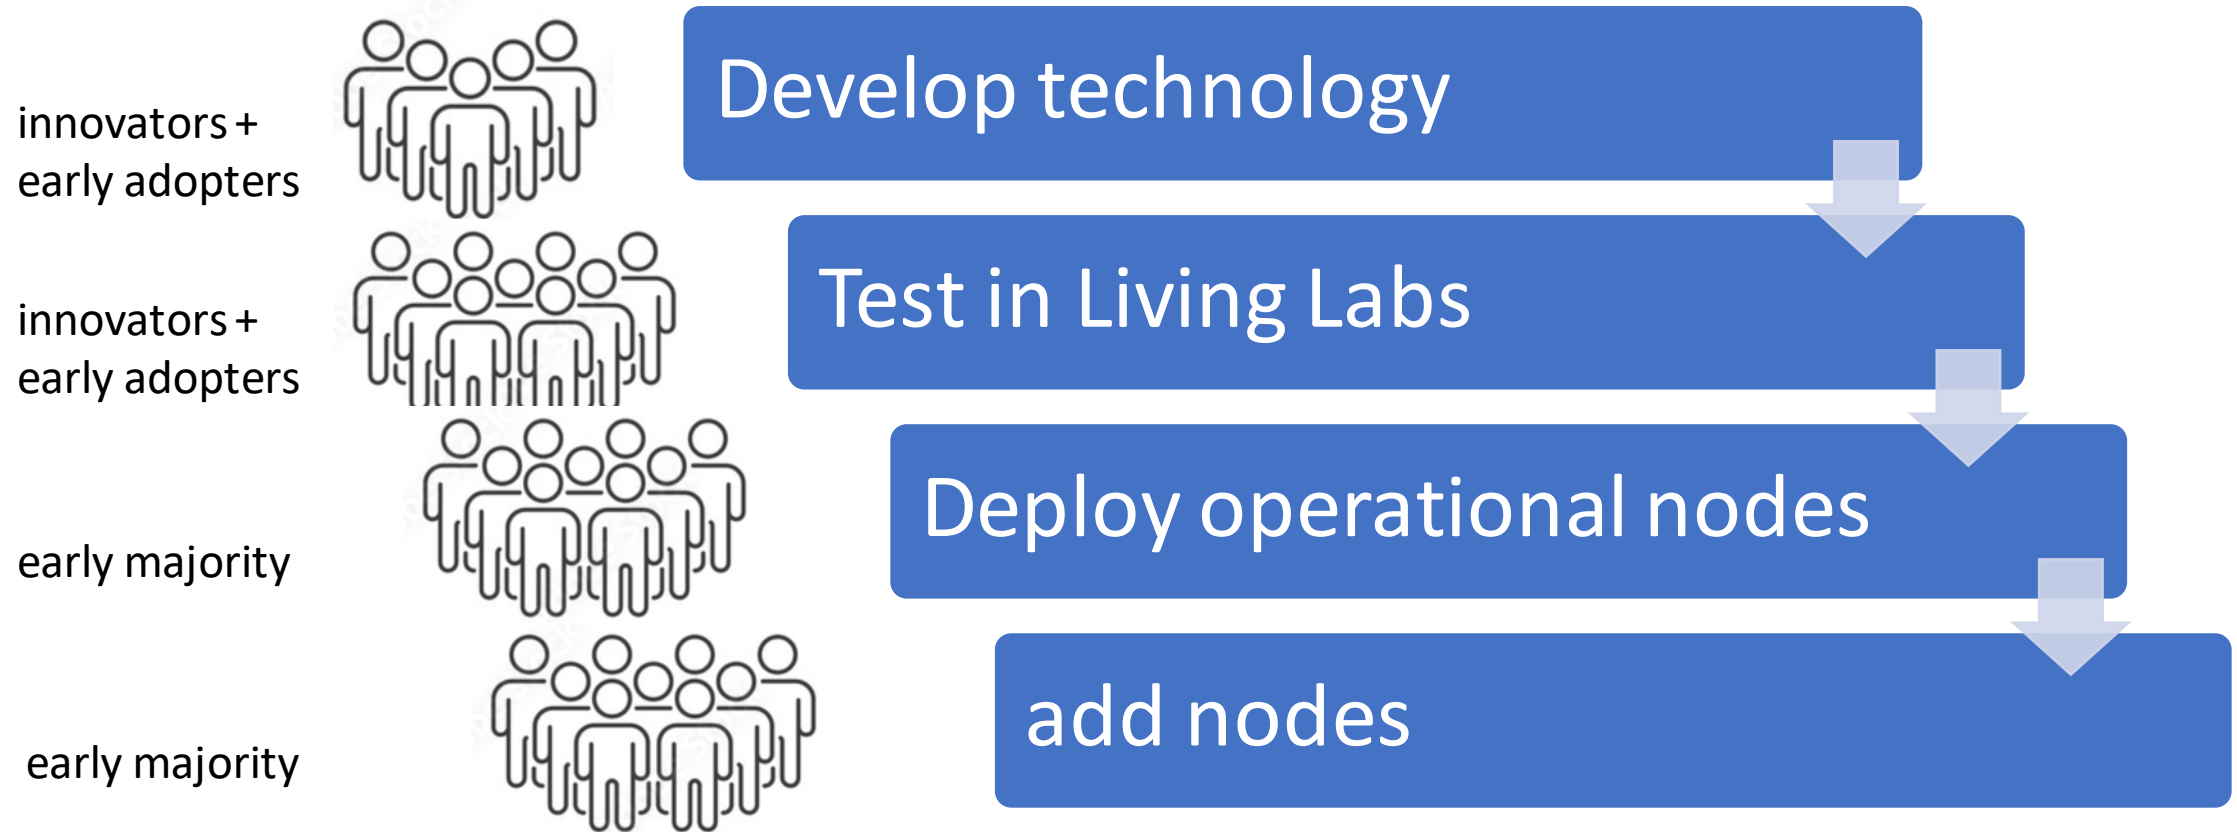 innovators +
early adopters
Develop technology
innovators +
early adopters
Test in Living Labs
early majority
Deploy operational nodes
early majority
add nodes